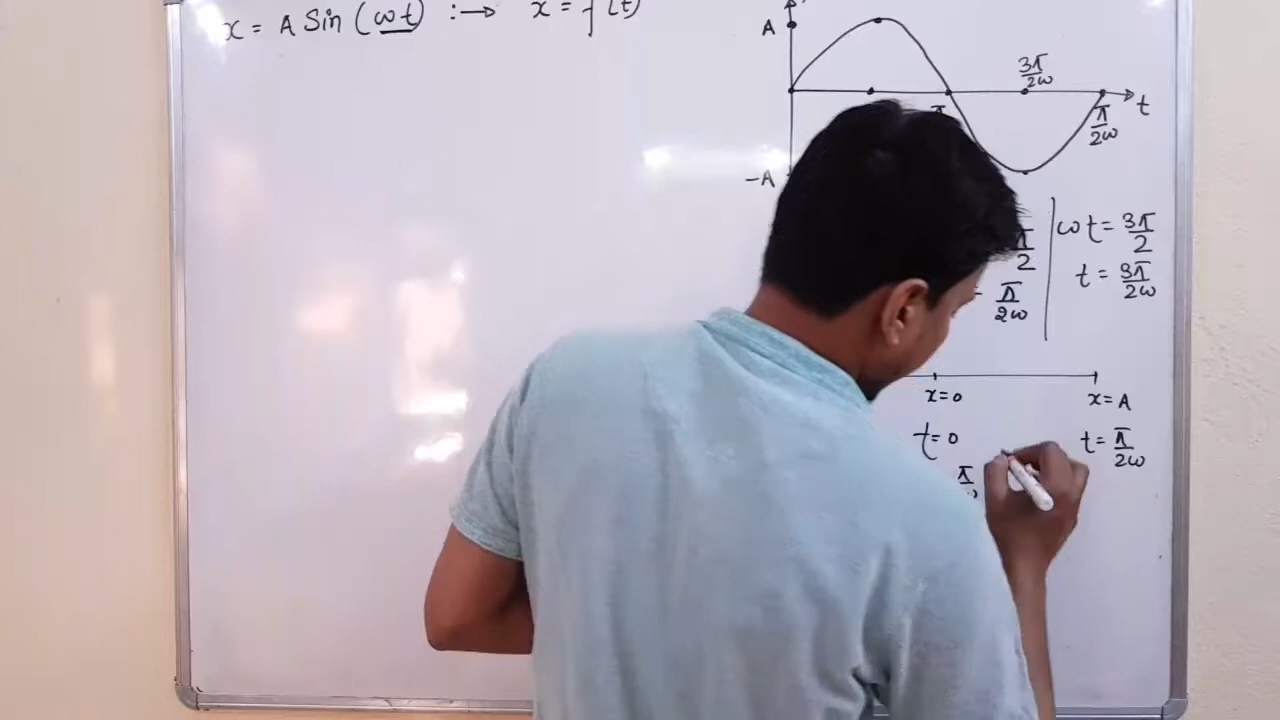 x = A Sin (ωt) :→ x = f(t)
A
3π/2ω
t
π
π/2ω
-A
π/2
ωt = 3π/2
π/2ω
t = 3π/2ω
x=0
x= A
t=0
t= π/2ω
π